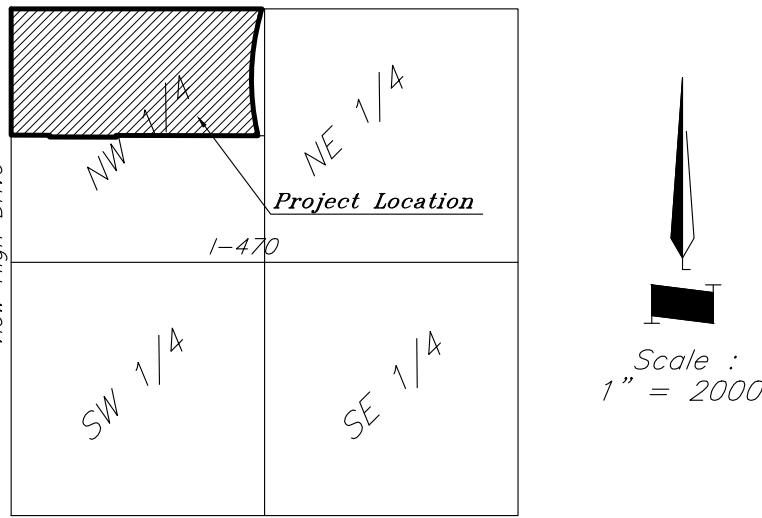 NW 1/4
NE 1/4
Project Location
I-470
SW 1/4
SE 1/4
Scale :
1" = 2000